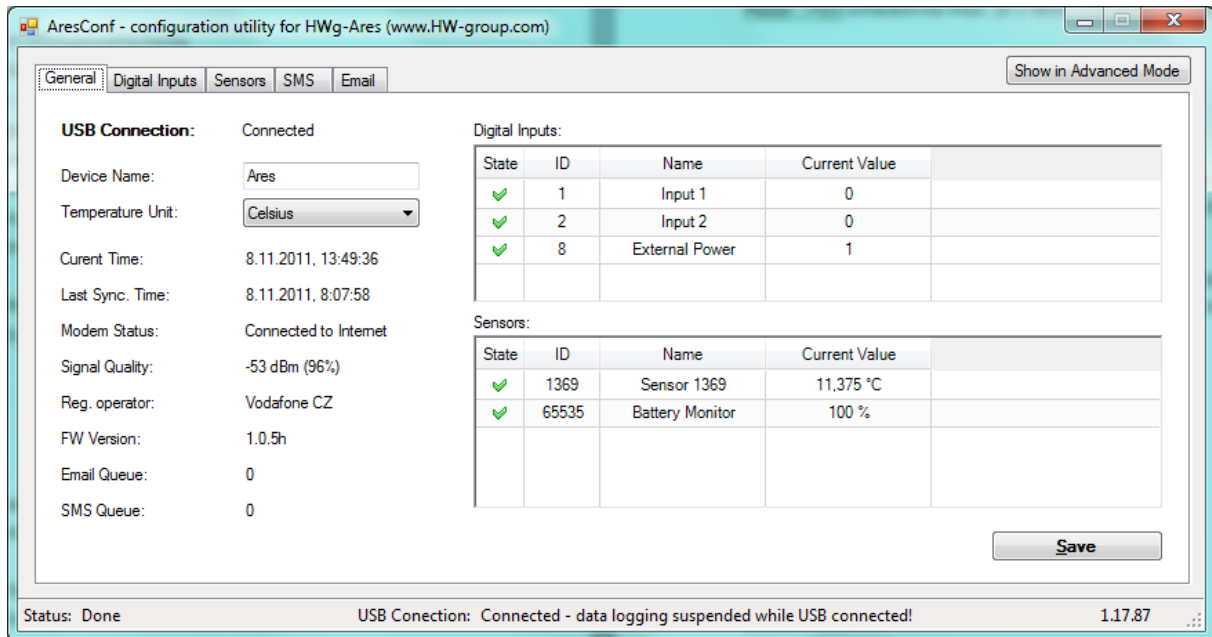 AresConf - configuration utility for HWg-Ares (www.HW-group.com)
Show in Advanced Mode
General Digital Inputs Sensors SMS Email
USB Connection: Connected
Device Name: Ares
Temperature Unit: Celsius
Curent Time: 8.11.2011, 13:49:36
Last Sync. Time: 8.11.2011, 8:07:58
Modem Status: Connected to Internet
Signal Quality: -53 dBm (96%)
Reg. operator: Vodafone CZ
FW Version: 1.0.5h
Email Queue: 0
SMS Queue: 0
Digital Inputs:
State ID Name Current Value
1 Input 1 0
2 Input 2 0
8 External Power 1
Sensors:
State ID Name Current Value
1369 Sensor 1369 11,375 °C
65535 Battery Monitor 100 %
Save
Status: Done USB Conection: Connected - data logging suspended while USB connected! 1.17.87